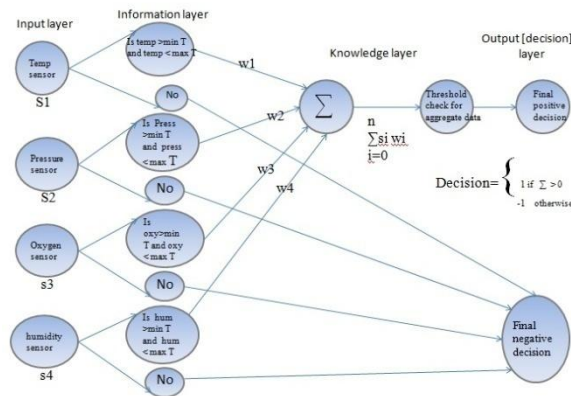 Input layer
Information layer
Knowledge layer
Output [decision]
layer
Temp
sensor
S1
Is temp >min T
and temp < max T
No
w1
Pressure
sensor
S2
Is Press
>min T
and press
< max T
No
w2
Oxygen
sensor
s3
Is
oxy>min
T and oxy
< max T
No
w3
humidity
sensor
s4
Is hum
>min T
and hum
< max T
No
w4
∑
n
∑si wi
i=0
Threshold
check for
aggregate data
Final
positive
decision
Decision= {
1 if ∑ >0
-1 otherwise
Final
negative
decision